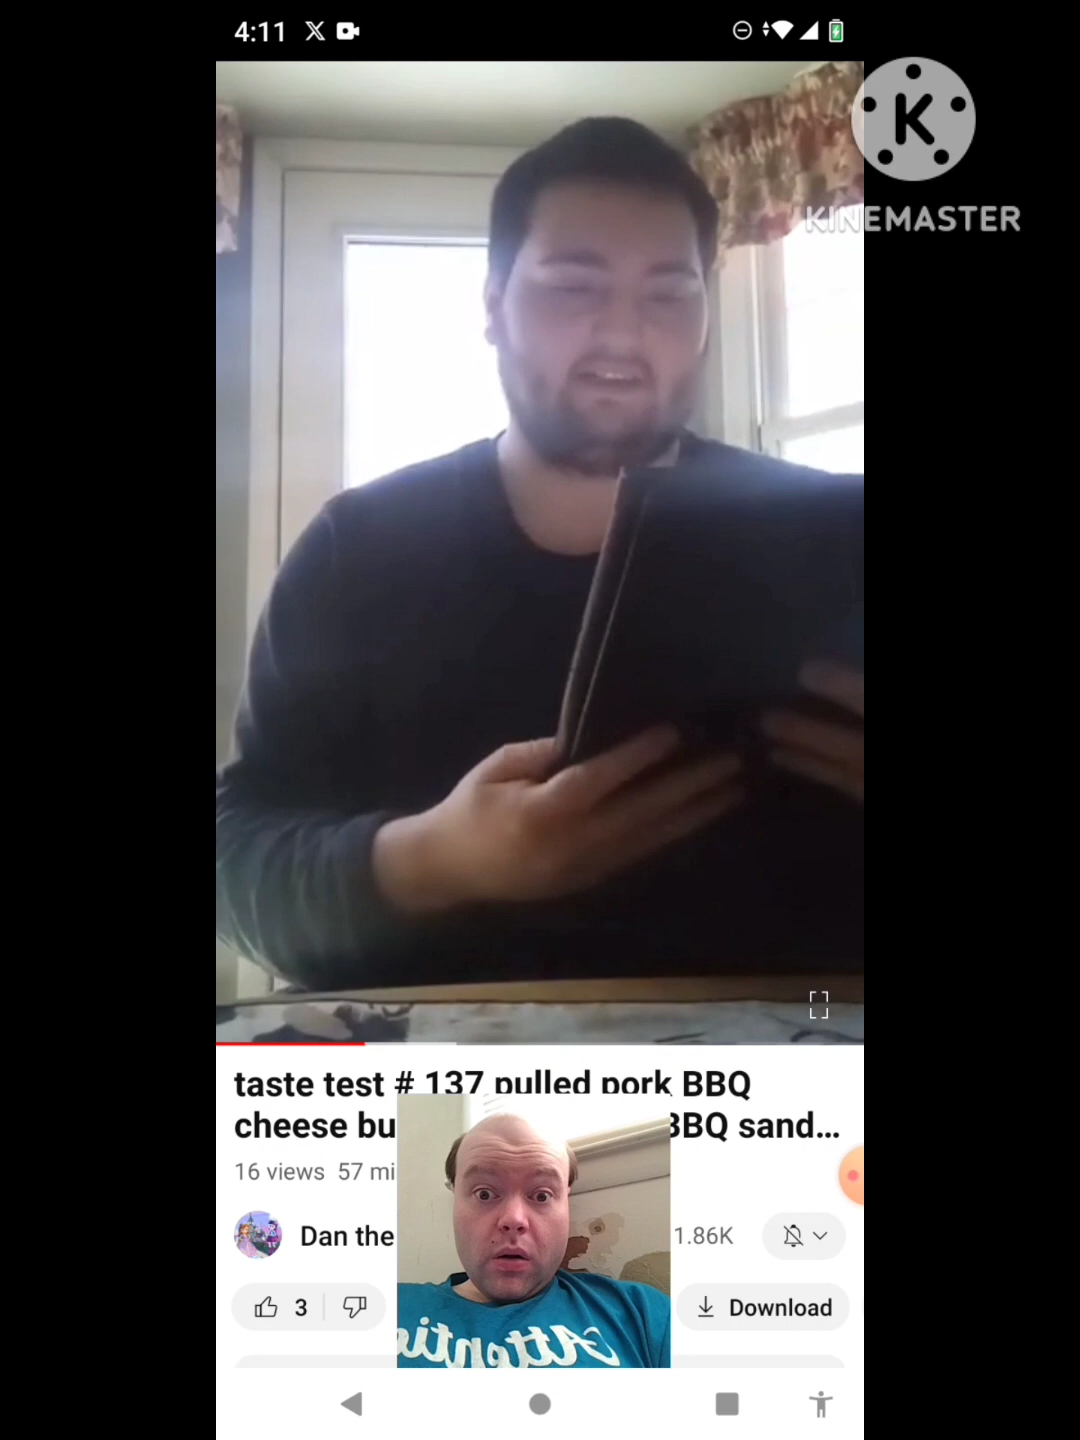 4:11
K
KINEMASTER
taste test # 137 pulled pork BBQ
cheese bu BBQ sand...
16 views 57 mi
Dan the
1.86K
3
Download